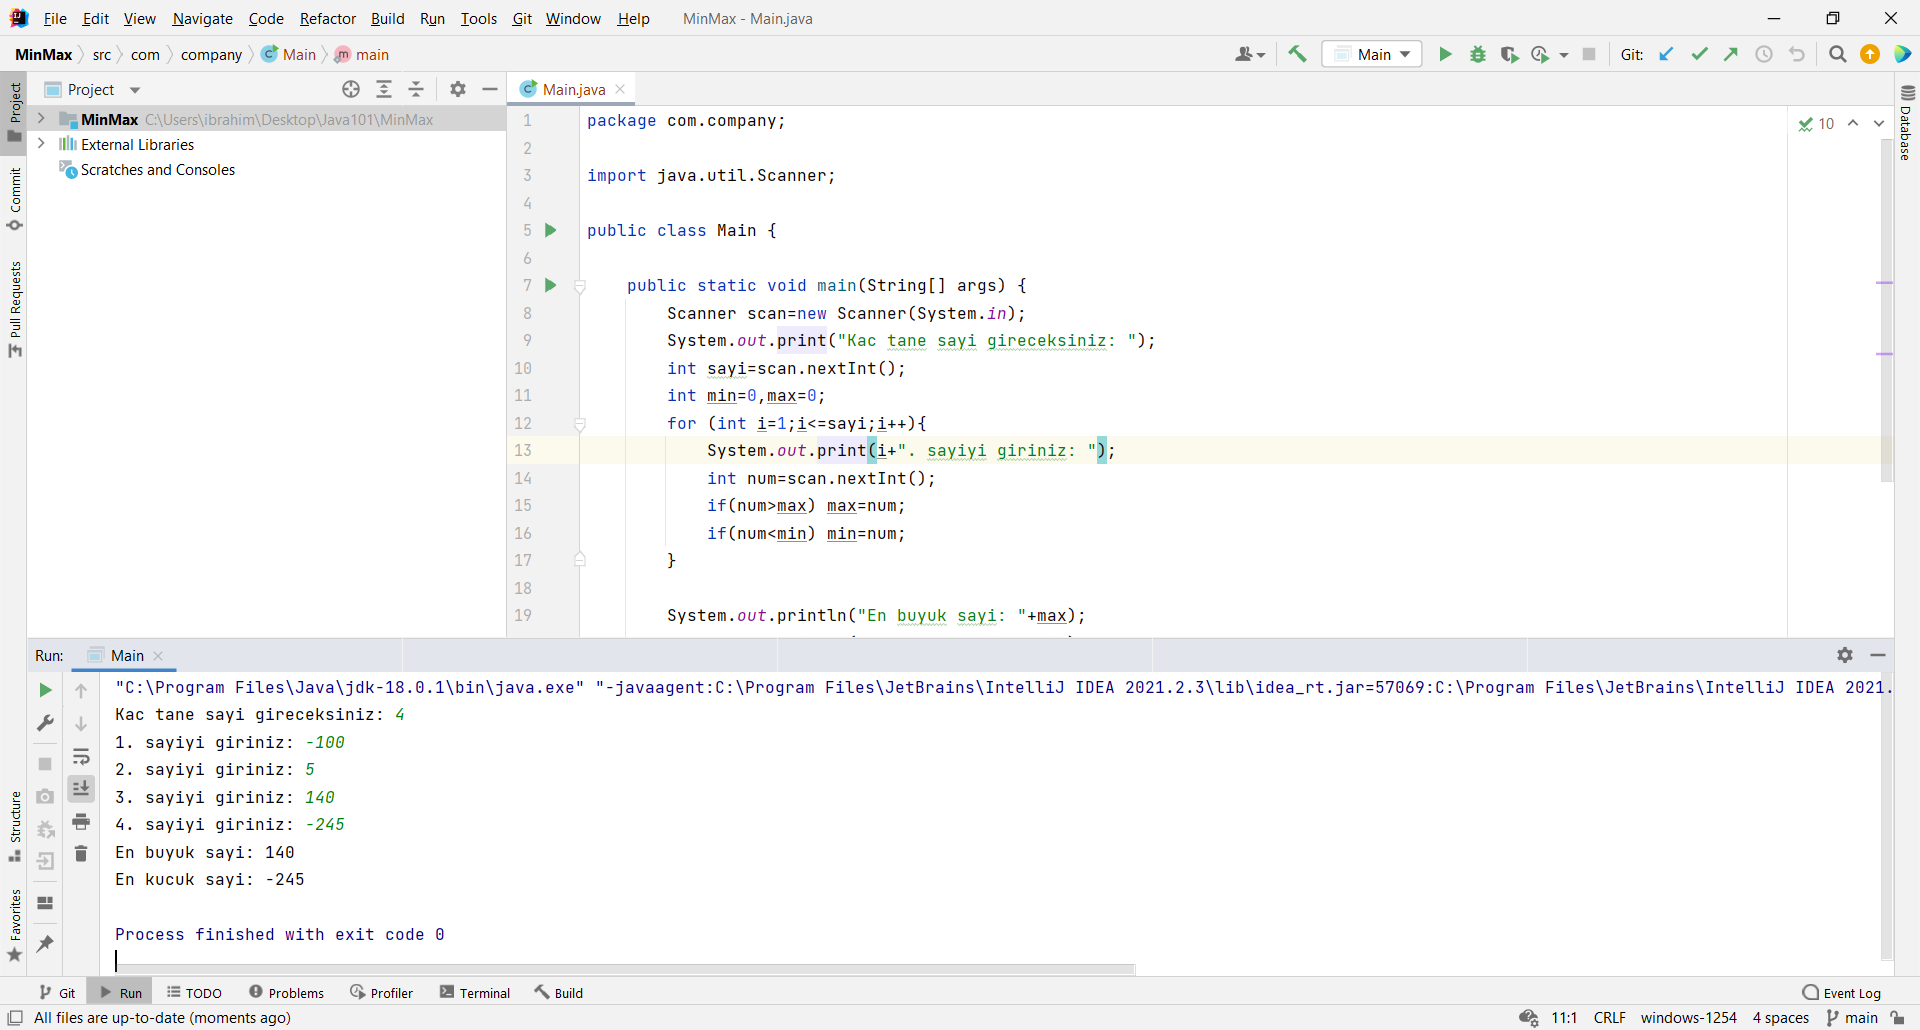 File Edit View Navigate Code Refactor Build Run Tools Git Window Help MinMax - Main.java
MinMax src com company Main main
Main Git:
Project
Commit
Pull Requests
Structure
Favorites
Project
MinMax C:\Users\ibrahim\Desktop\Java101\MinMax
External Libraries
Scratches and Consoles
Main.java
10
Database
1 package com.company;
2
3 import java.util.Scanner;
4
5 public class Main {
6
7 public static void main(String[] args) {
8 Scanner scan=new Scanner(System.in);
9 System.out.print("Kac tane sayi gireceksiniz: ");
10 int sayi=scan.nextInt();
11 int min=0,max=0;
12 for (int i=1;i<=sayi;i++){
13 System.out.print(i+". sayiyi giriniz: ");
14 int num=scan.nextInt();
15 if(num>max) max=num;
16 if(num<min) min=num;
17 }
18
19 System.out.println("En buyuk sayi: "+max);
Run: Main
"C:\Program Files\Java\jdk-18.0.1\bin\java.exe" "-javaagent:C:\Program Files\JetBrains\IntelliJ IDEA 2021.2.3\lib\idea_rt.jar=57069:C:\Program Files\JetBrains\IntelliJ IDEA 2021.
Kac tane sayi gireceksiniz: 4
1. sayiyi giriniz: -100
2. sayiyi giriniz: 5
3. sayiyi giriniz: 140
4. sayiyi giriniz: -245
En buyuk sayi: 140
En kucuk sayi: -245
Process finished with exit code 0
Git Run TODO Problems Profiler Terminal Build Event Log
All files are up-to-date (moments ago) 11:1 CRLF windows-1254 4 spaces main